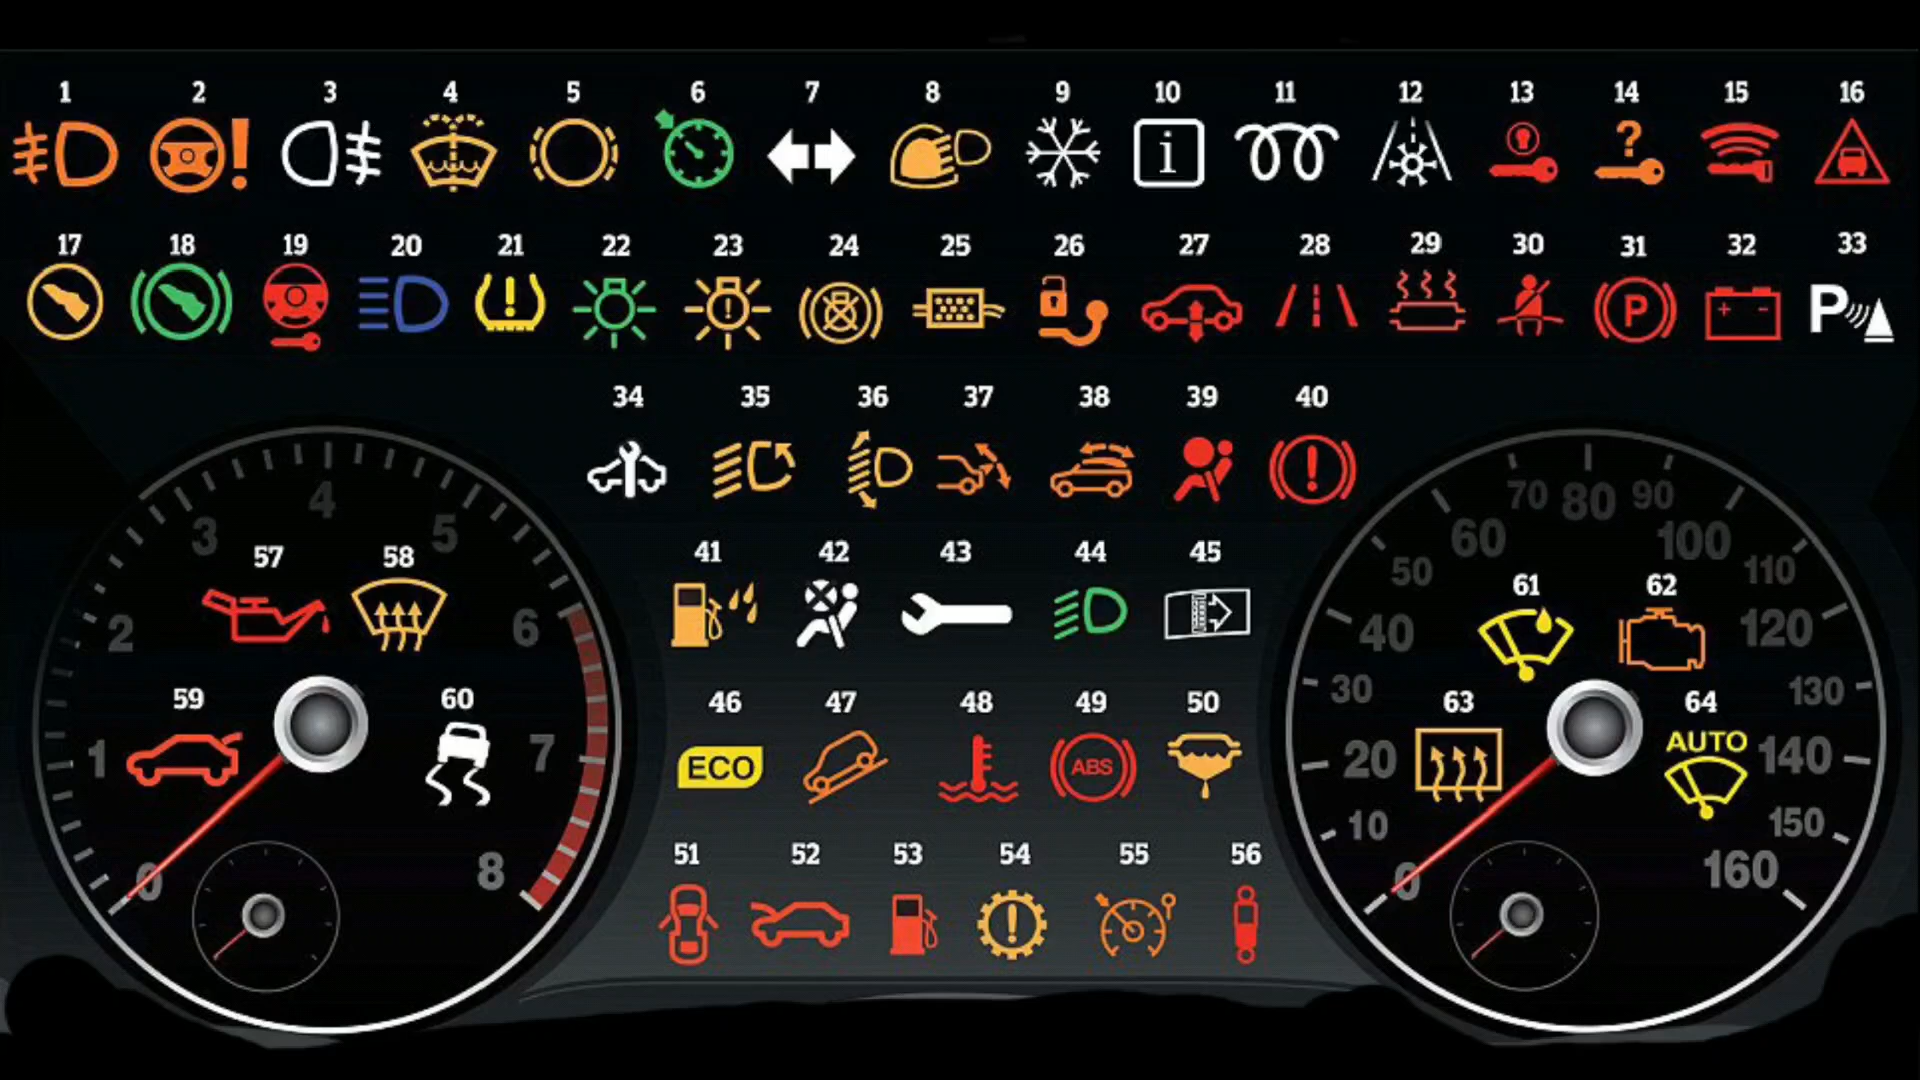 1 2 3 4 5 6 7 8 9 10 11 12 13 14 15 16
! i ?
17 18 19 20 21 22 23 24 25 26 27 28 29 30 31 32 33
! ! P + - P
34 35 36 37 38 39 40
!
41 42 43 44 45
46 47 48 49 50
ECO ABS
51 52 53 54 55 56
!
57 58
59 60
0 1 2 3 4 5 6 7 8
61 62
63 64
AUTO
0 10 20 30 40 50 60 70 80 90 100 110 120 130 140 150 160